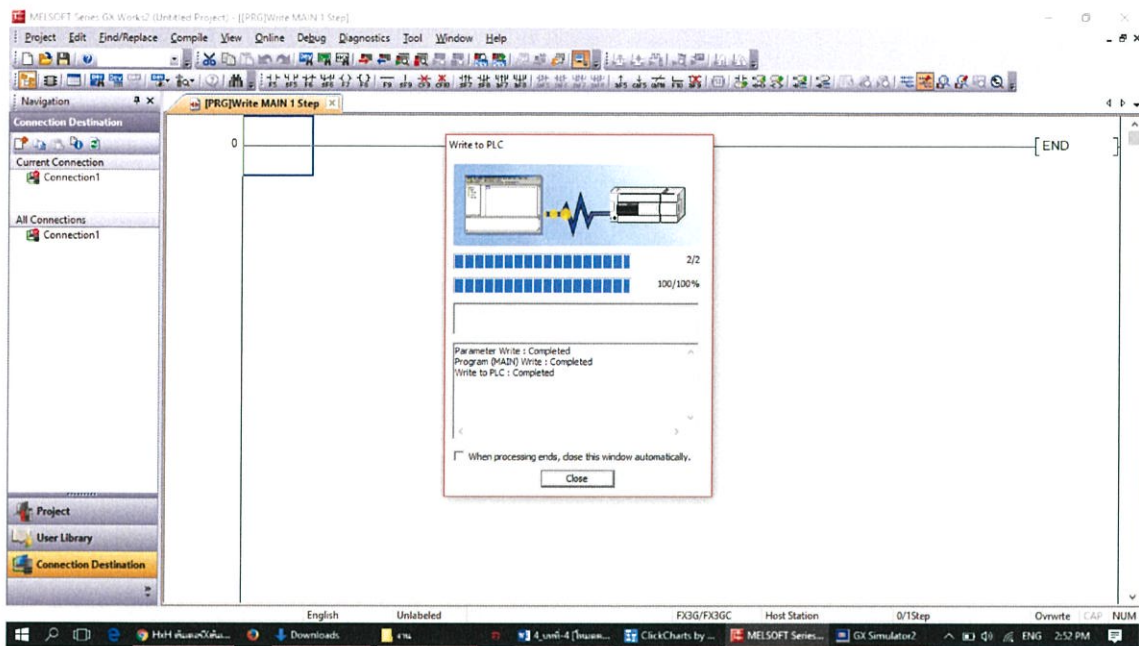 MELSOFT Series GX Works2 (Untitled Project) - [[PRG]Write MAIN 1 Step]
Project Edit Find/Replace Compile View Online Debug Diagnostics Tool Window Help
Navigation
[PRG]Write MAIN 1 Step
Connection Destination
Current Connection
Connection1
All Connections
Connection1
0
END
Write to PLC
2/2
100/100%
Parameter Write : Completed
Program (MAIN) Write : Completed
Write to PLC : Completed
When processing ends, close this window automatically.
Close
Project
User Library
Connection Destination
English Unlabeled FX3G/FX3GC Host Station 0/1Step Ovrwrte CAP NUM
Downloads ClickCharts by ... MELSOFT Series... GX Simulator2 ENG 2:52 PM